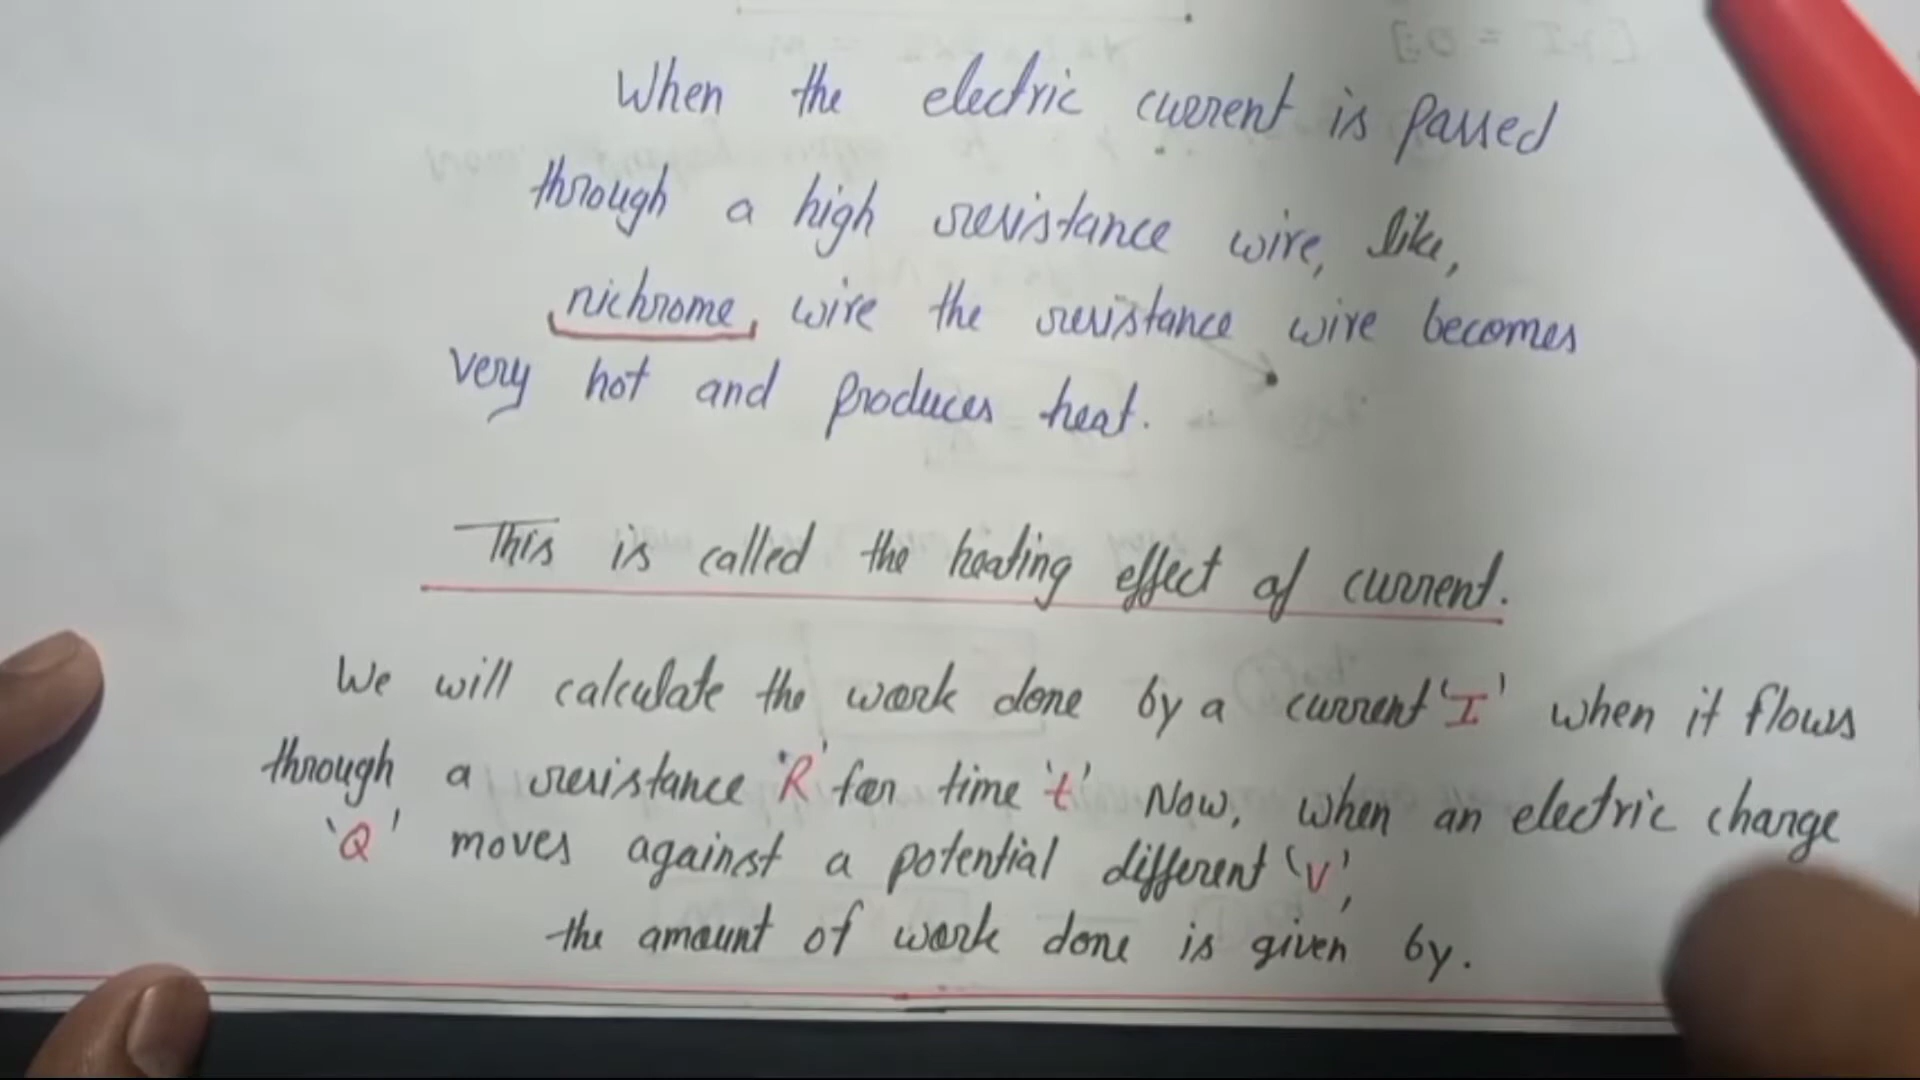 When the electric current is passed
through a high resistance wire, like,
nichrome, wire the resistance wire becomes
very hot and produces heat.
This is called the heating effect of current.
We will calculate the work done by a current 'I' when it flows
through a resistance 'R' for time 't' Now, when an electric charge
'Q' moves against a potential different 'V',
the amount of work done is given by.